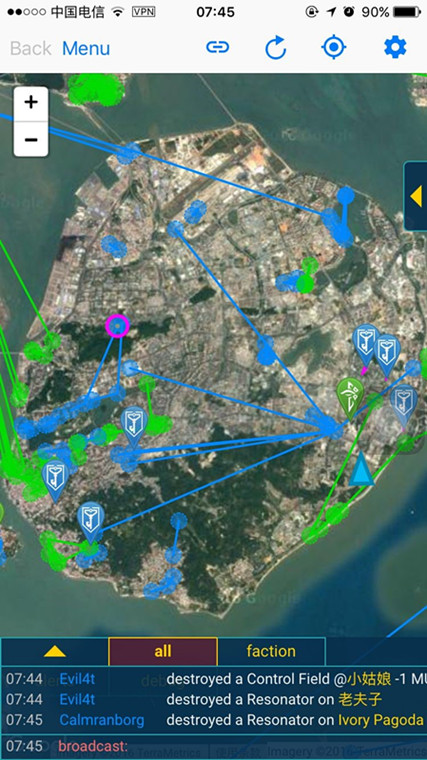 中国电信 VPN 07:45 90%
Back Menu
+
−
Google
all faction
07:44 Evil4t destroyed a Control Field @小姑娘 -1 MU
07:44 Evil4t destroyed a Resonator on 老夫子
07:45 Calmranborg destroyed a Resonator on Ivory Pagoda
07:45 broadcast: